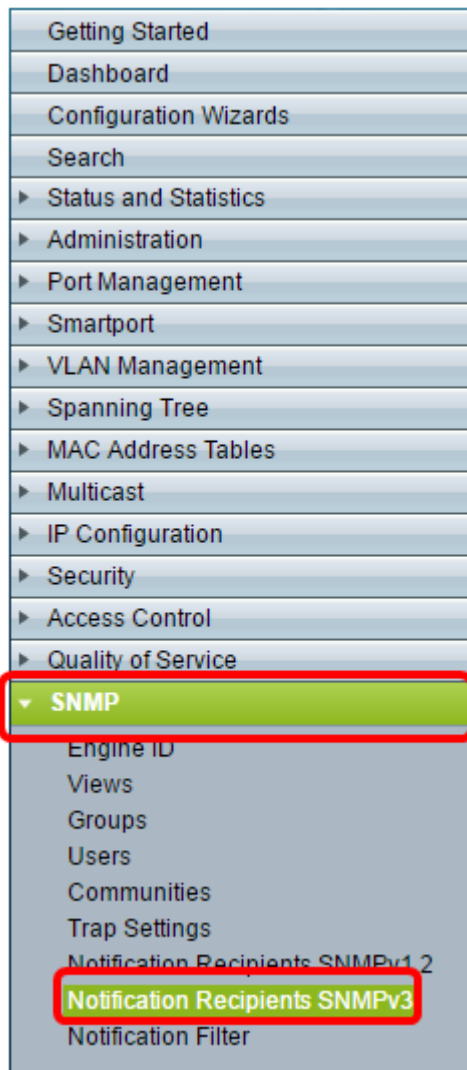 Getting Started
Dashboard
Configuration Wizards
Search
Status and Statistics
Administration
Port Management
Smartport
VLAN Management
Spanning Tree
MAC Address Tables
Multicast
IP Configuration
Security
Access Control
Quality of Service
SNMP
Engine ID
Views
Groups
Users
Communities
Trap Settings
Notification Recipients SNMPv1,2
Notification Recipients SNMPv3
Notification Filter